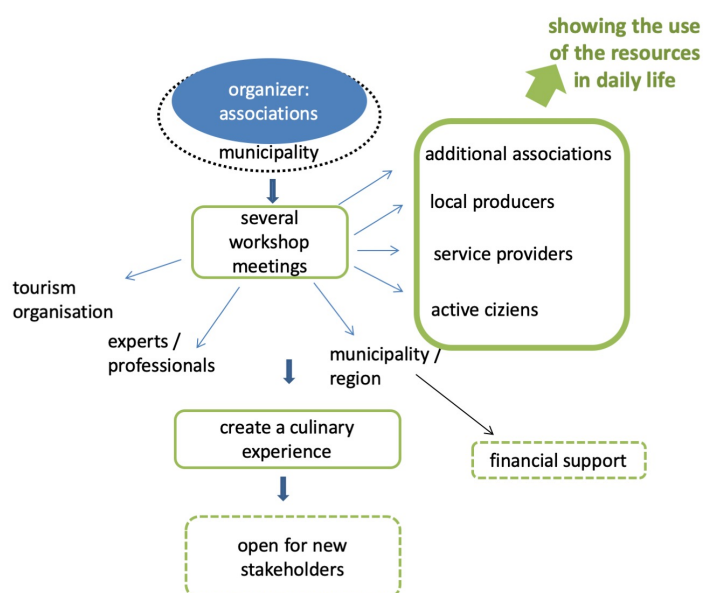 showing the use
of the resources
in daily life
organizer:
associations
municipality
additional associations
several
workshop
meetings
local producers
service providers
active ciziens
tourism
organisation
experts /
professionals
municipality /
region
create a culinary
experience
financial support
open for new
stakeholders